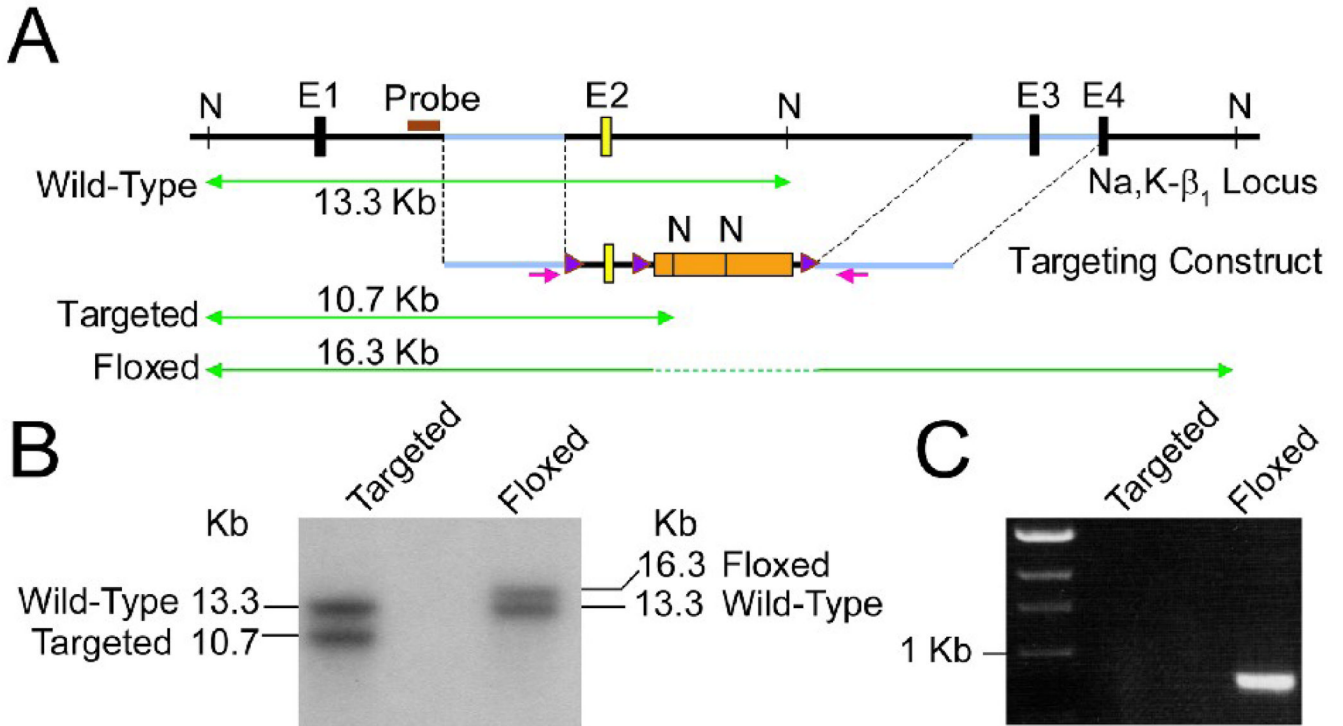 A
N E1 Probe E2 N E3 E4 N
Wild-Type
13.3 Kb
Na,K-β₁ Locus
N N
Targeting Construct
10.7 Kb
Targeted
16.3 Kb
Floxed
B
Targeted
Floxed
Kb
Kb
16.3 Floxed
Wild-Type 13.3
13.3 Wild-Type
Targeted 10.7
C
Targeted
Floxed
1 Kb